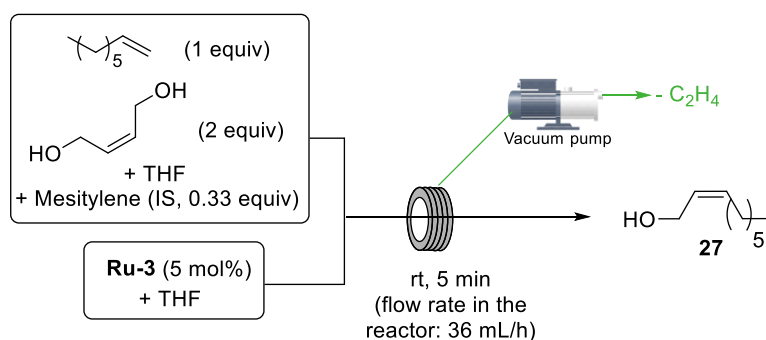 5
(1 equiv)
OH
HO
(2 equiv)
+ THF
+ Mesitylene (IS, 0.33 equiv)
Ru-3 (5 mol%)
+ THF
Vacuum pump
- C₂H₄
rt, 5 min
(flow rate in the
reactor: 36 mL/h)
HO
5
27